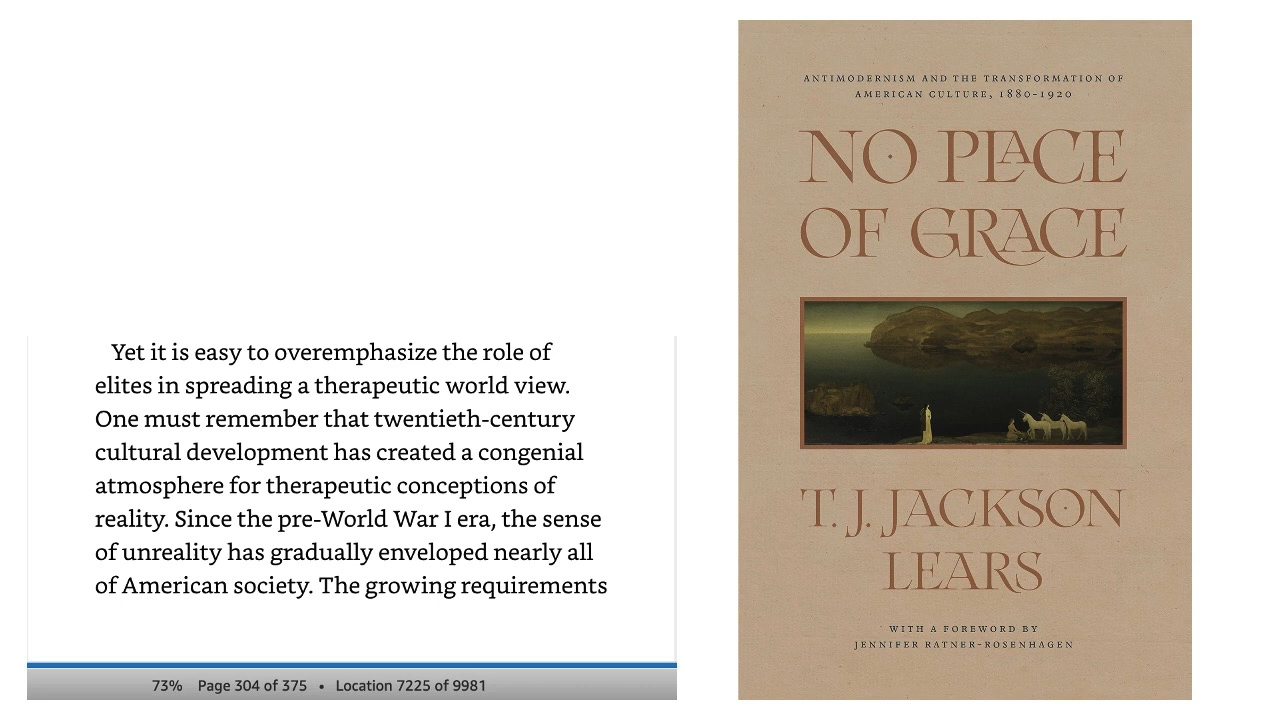 Yet it is easy to overemphasize the role of
elites in spreading a therapeutic world view.
One must remember that twentieth-century
cultural development has created a congenial
atmosphere for therapeutic conceptions of
reality. Since the pre-World War I era, the sense
of unreality has gradually enveloped nearly all
of American society. The growing requirements
73% Page 304 of 375 • Location 7225 of 9981
ANTIMODERNISM AND THE TRANSFORMATION OF
AMERICAN CULTURE, 1880–1920
NO PLACE
OF GRACE
T. J. JACKSON
LEARS
WITH A FOREWORD BY
JENNIFER RATNER-ROSENHAGEN